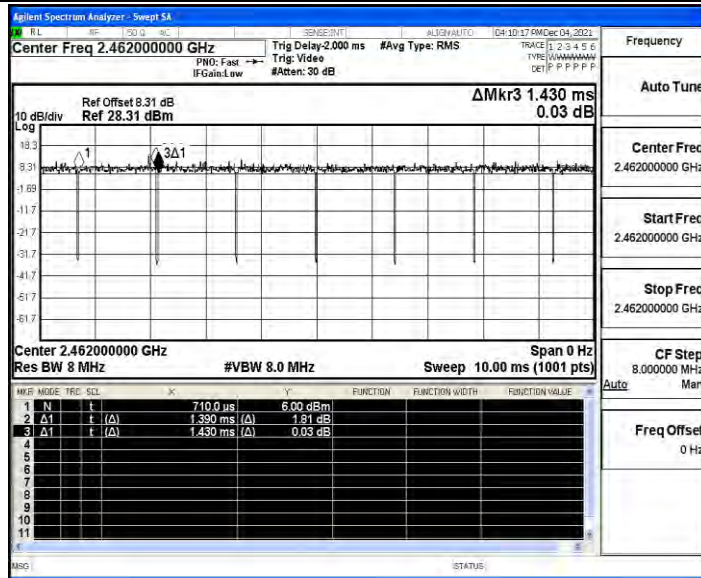 Agilent Spectrum Analyzer - Swept SA
RL RF 50 Ω AC SENSE:INT ALIGNAUTO 04:10:17 PM Dec 04, 2021
Center Freq 2.462000000 GHz
PNO: Fast
IFGain:Low
Trig Delay-2.000 ms
Trig: Video
#Atten: 30 dB
#Avg Type: RMS
TRACE 1 2 3 4 5 6
TYPE WWWWWW
DET P P P P P P
Frequency
Auto Tune
ΔMkr3 1.430 ms
0.03 dB
Ref Offset 8.31 dB
10 dB/div Ref 28.31 dBm
Log
18.3
8.31
-1.69
-11.7
-21.7
-31.7
-41.7
-51.7
-61.7
1
3Δ1
Center Freq
2.462000000 GHz
Start Freq
2.462000000 GHz
Stop Freq
2.462000000 GHz
CF Step
8.000000 MHz
Auto Man
Freq Offset
0 Hz
Center 2.462000000 GHz Span 0 Hz
Res BW 8 MHz #VBW 8.0 MHz Sweep 10.00 ms (1001 pts)
MKR MODE TRC SCL X Y FUNCTION FUNCTION WIDTH FUNCTION VALUE
1 N t 710.0 us 6.00 dBm
2 Δ1 t (Δ) 1.390 ms (Δ) 1.81 dB
3 Δ1 t (Δ) 1.430 ms (Δ) 0.03 dB
4
5
6
7
8
9
10
11
MSG STATUS